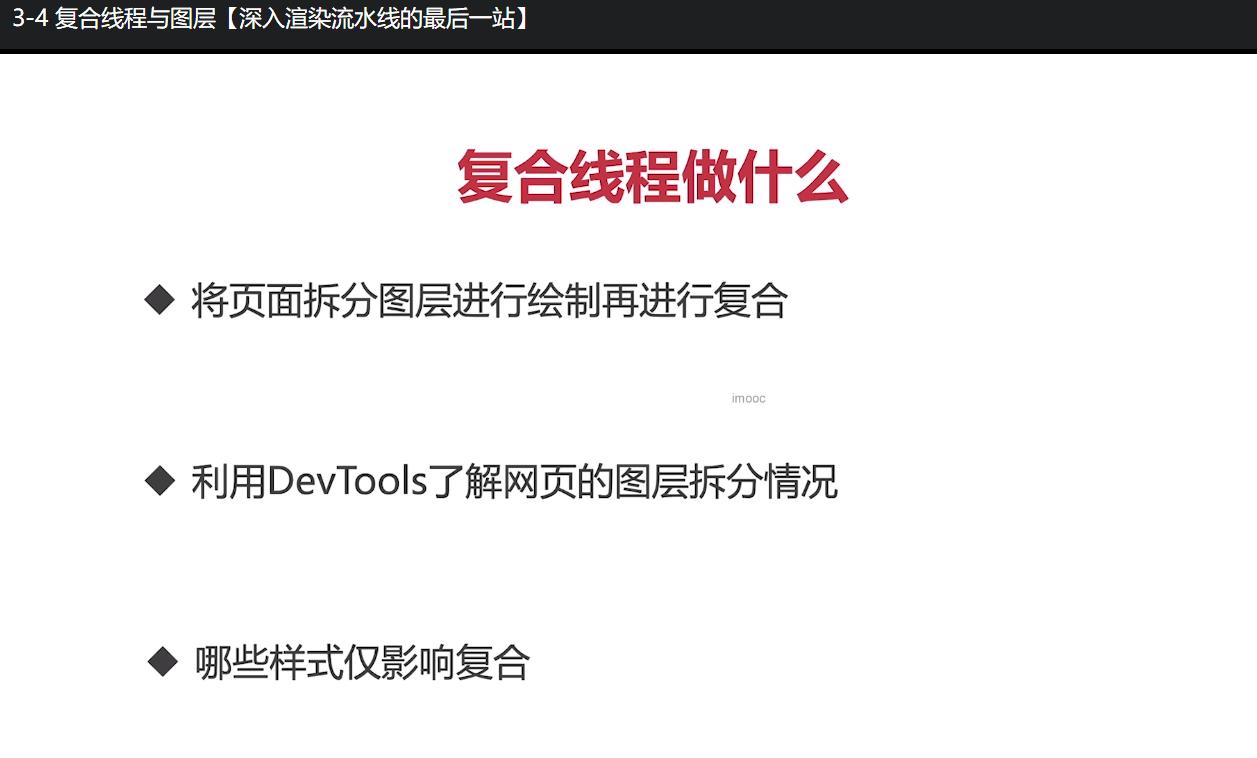 3-4 复合线程与图层【深入渲染流水线的最后一站】
复合线程做什么
◆ 将页面拆分图层进行绘制再进行复合
imooc
◆ 利用DevTools了解网页的图层拆分情况
◆ 哪些样式仅影响复合